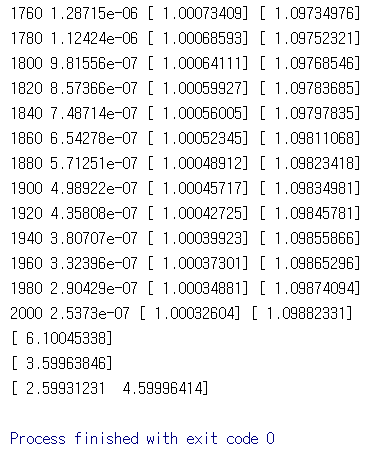 1760 1.28715e-06 [ 1.00073409] [ 1.09734976]
1780 1.12424e-06 [ 1.00068593] [ 1.09752321]
1800 9.81556e-07 [ 1.00064111] [ 1.09768546]
1820 8.57366e-07 [ 1.00059927] [ 1.09783685]
1840 7.48714e-07 [ 1.00056005] [ 1.09797835]
1860 6.54278e-07 [ 1.00052345] [ 1.09811068]
1880 5.71251e-07 [ 1.00048912] [ 1.09823418]
1900 4.98922e-07 [ 1.00045717] [ 1.09834981]
1920 4.35808e-07 [ 1.00042725] [ 1.09845781]
1940 3.80707e-07 [ 1.00039923] [ 1.09855866]
1960 3.32396e-07 [ 1.00037301] [ 1.09865296]
1980 2.90429e-07 [ 1.00034881] [ 1.09874094]
2000 2.5373e-07 [ 1.00032604] [ 1.09882331]
[ 6.10045338]
[ 3.59963846]
[ 2.59931231  4.59996414]
Process finished with exit code 0